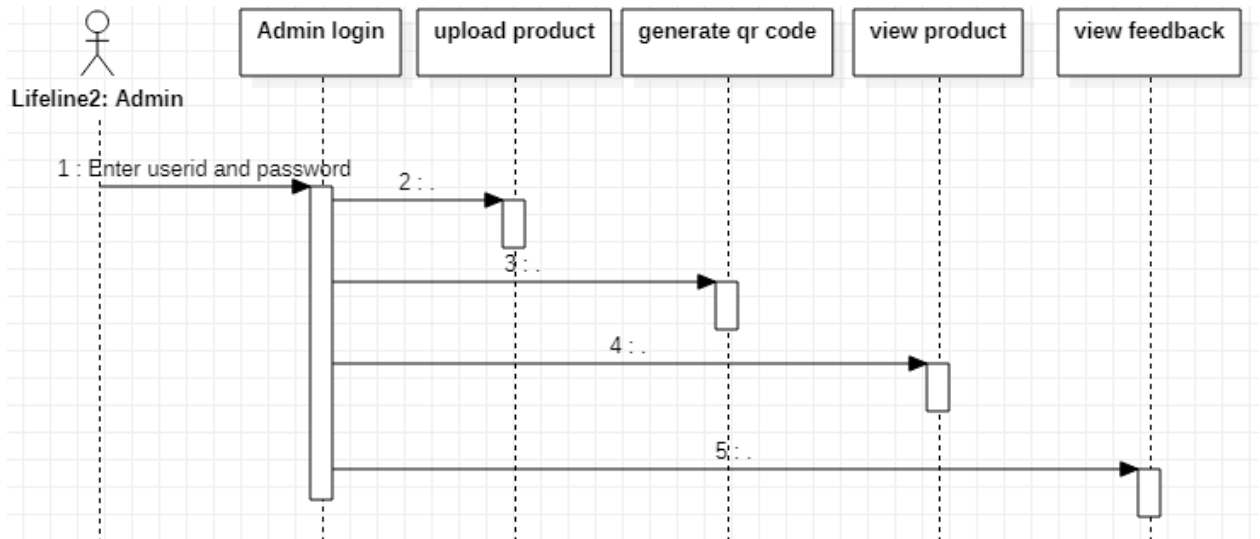 Admin login
upload product
generate qr code
view product
view feedback
Lifeline2: Admin
1 : Enter userid and password
2 : .
3 : .
4 : .
5 : .